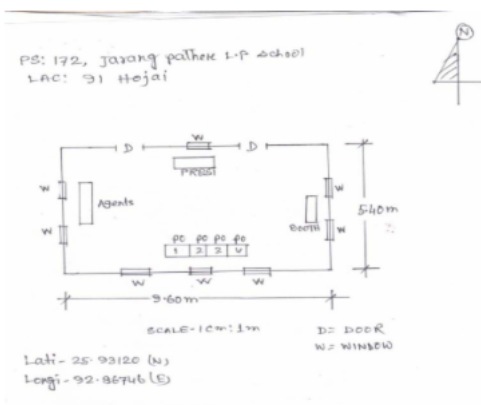 N
PS: 172, Jarang pathere L.P School
LAC: 91 Hojai
D W D
PRESI
W W
Agents
W BOOTH W
5.40m
PO PO PO PO
1 2 2 4
W W W
9.60m
SCALE-1cm:1m
D= DOOR
W= WINDOW
Lati- 25.93120 (N)
Longi- 92.86746 (E)